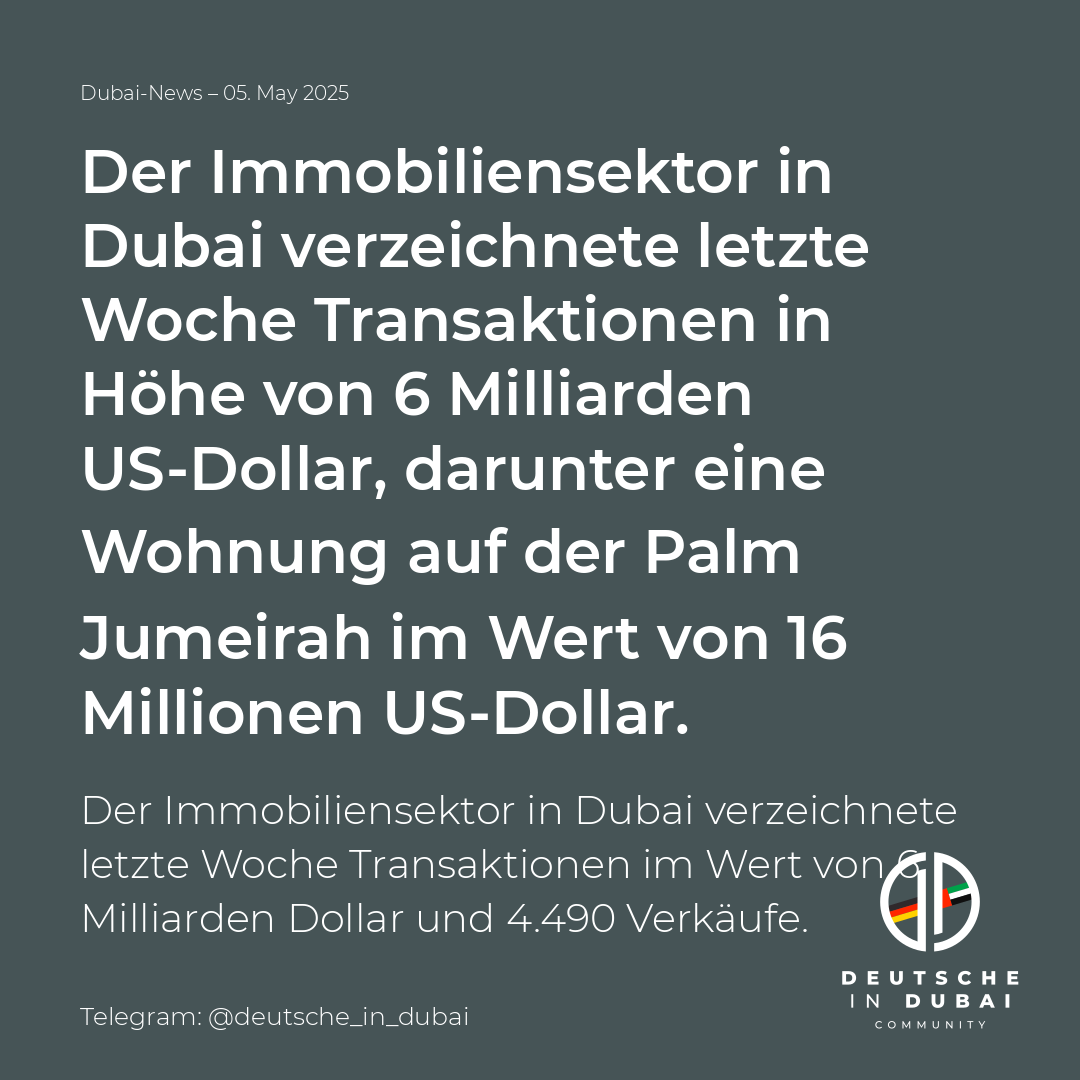 Dubai-News – 05. May 2025
Der Immobiliensektor in
Dubai verzeichnete letzte
Woche Transaktionen in
Höhe von 6 Milliarden
US-Dollar, darunter eine
Wohnung auf der Palm
Jumeirah im Wert von 16
Millionen US-Dollar.
Der Immobiliensektor in Dubai verzeichnete
letzte Woche Transaktionen im Wert von 6
Milliarden Dollar und 4.490 Verkäufe.
Telegram: @deutsche_in_dubai
DEUTSCHE
IN DUBAI
COMMUNITY